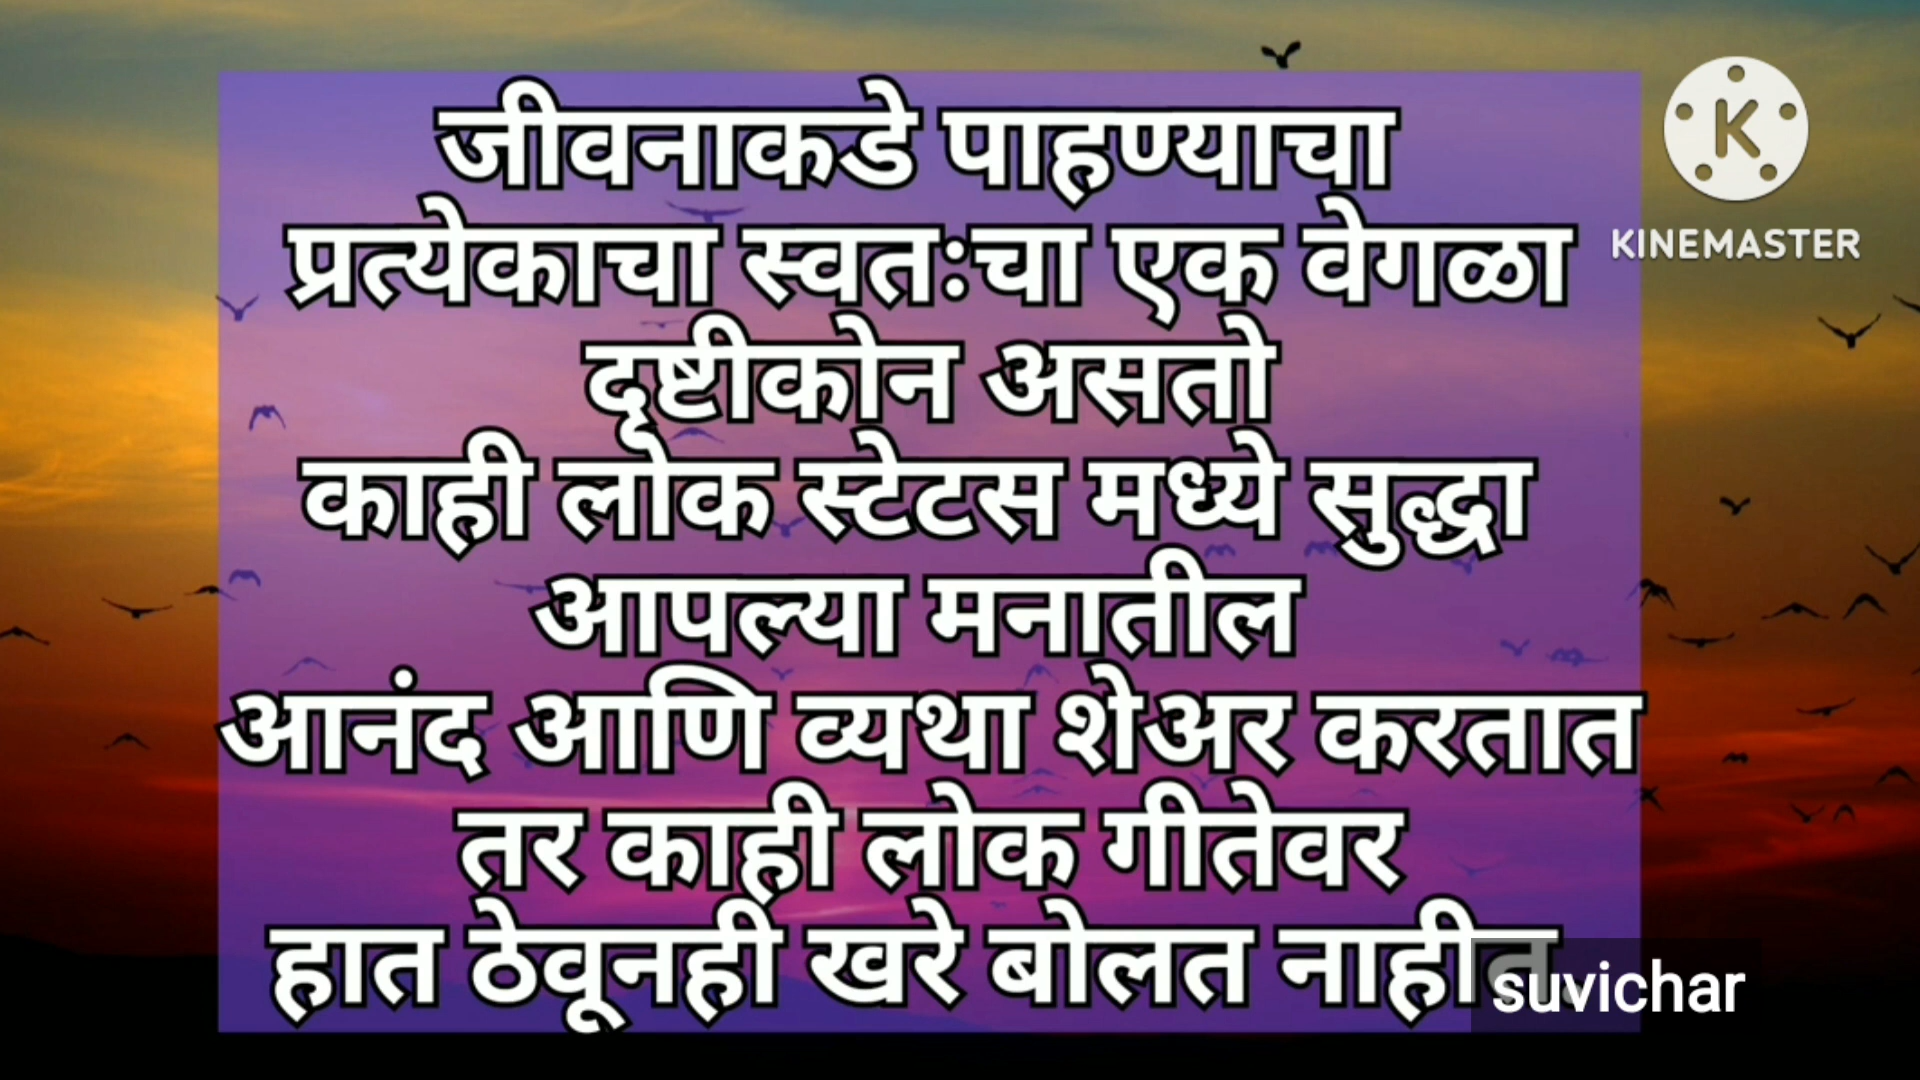 जीवनाकडे पाहण्याचा
प्रत्येकाचा स्वतःचा एक वेगळा
दृष्टीकोन असतो
काही लोक स्टेटस मध्ये सुद्धा
आपल्या मनातील
आनंद आणि व्यथा शेअर करतात
तर काही लोक गीतेवर
हात ठेवूनही खरे बोलत नाहीत.
K
KINEMASTER
suvichar